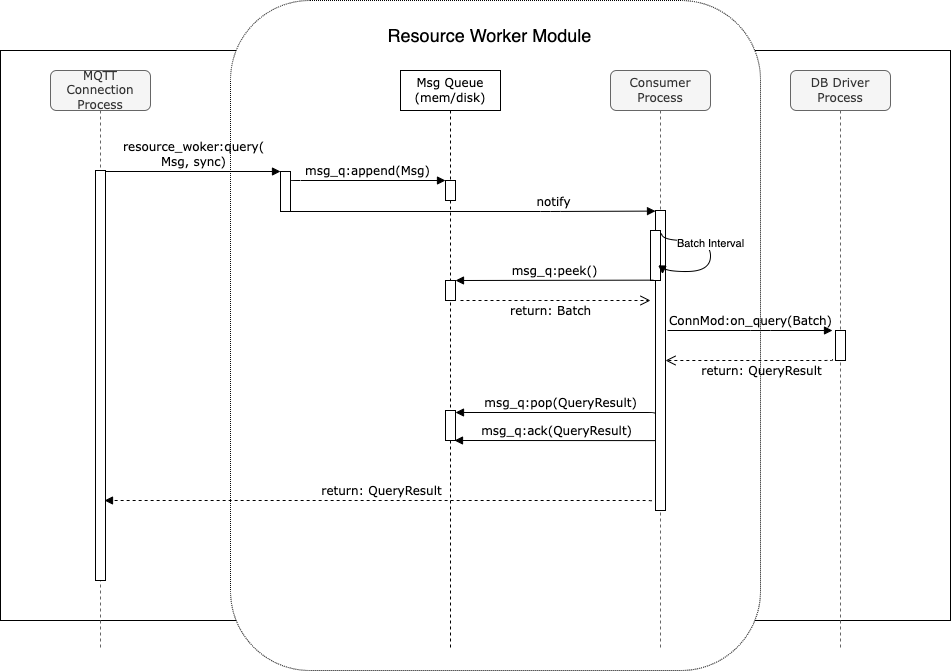 Resource Worker Module
MQTT
Connection
Process
Msg Queue
(mem/disk)
Consumer
Process
DB Driver
Process
resource_woker:query(
Msg, sync)
msg_q:append(Msg)
notify
Batch Interval
msg_q:peek()
return: Batch
ConnMod:on_query(Batch)
return: QueryResult
msg_q:pop(QueryResult)
msg_q:ack(QueryResult)
return: QueryResult